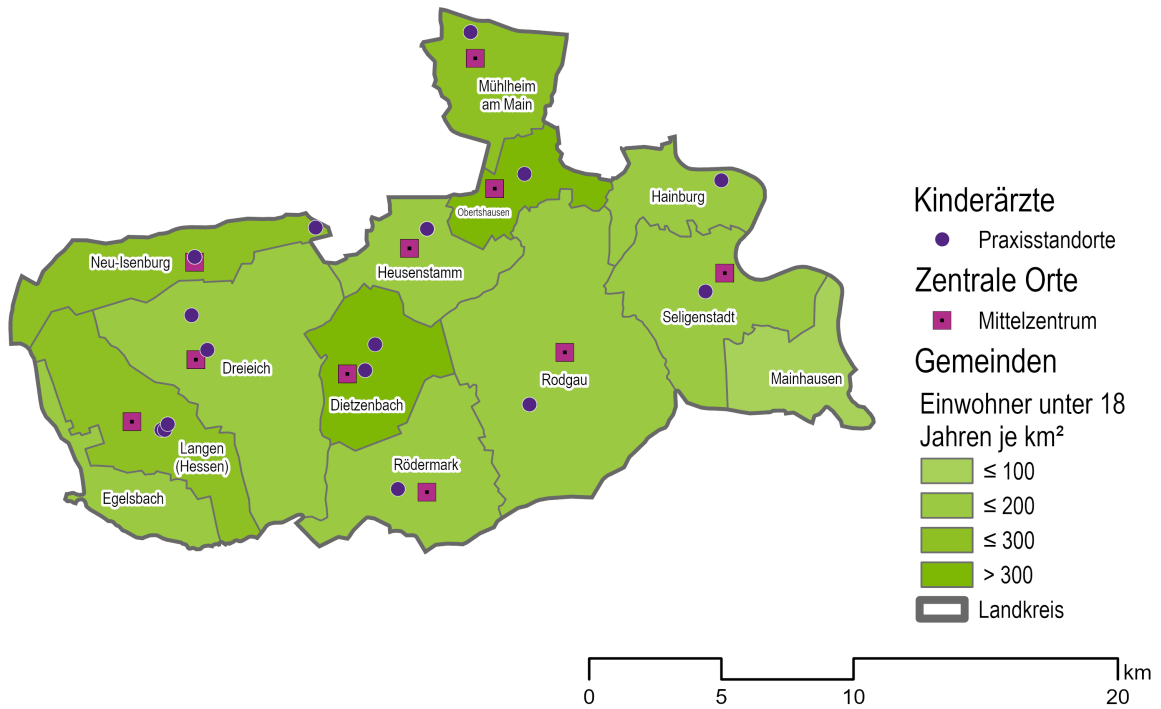 Mühlheim
am Main
Hainburg
Obertshausen
Neu-Isenburg
Heusenstamm
Seligenstadt
Dreieich
Rodgau
Mainhausen
Dietzenbach
Langen
(Hessen)
Rödermark
Egelsbach
Kinderärzte
Praxisstandorte
Zentrale Orte
Mittelzentrum
Gemeinden
Einwohner unter 18
Jahren je km²
≤ 100
≤ 200
≤ 300
> 300
Landkreis
km
0 5 10 20